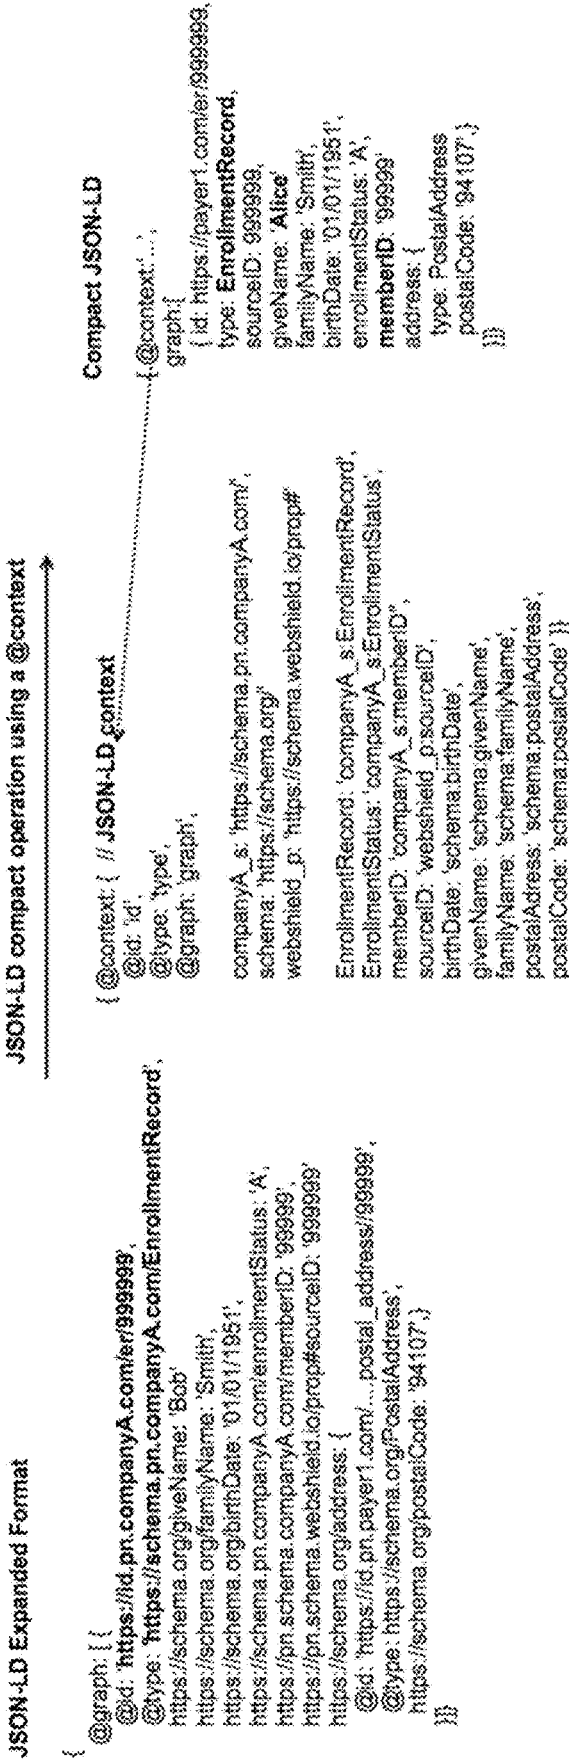 JSON-LD compact operation using a @context
JSON-LD Expanded Format
{
@graph: [ {
@id: 'https://id.pn.companyA.com/er/999999',
@type: 'https://schema.pn.companyA.com/EnrollmentRecord',
https://schema.org/giveName: 'Bob'
https://schema.org/familyName: 'Smith',
https://schema.org/birthDate: '01/01/1951',
https://schema.pn.companyA.com/enrollmentStatus: 'A',
https://pn.schema.companyA.com/memberID: '99999',
https://pn.schema.webshield.io/prop#sourceID: '999999'
https://schema.org/address: {
@id: 'https://id.pn.payer1.com/....postal_address//99999',
@type: https://schema.org/PostalAddress',
https://schema.org/postalCode: '94107',}
}]}
{ @context: { // JSON-LD context
@id: 'id',
@type: 'type',
@graph: 'graph',
companyA_s: 'https://schema.pn.companyA.com/',
schema: 'https://schema.org/'
webshield_p: 'https://schema.webshield.io/prop#'
EnrollmentRecord: 'companyA_s:EnrollmentRecord',
EnrollmentStatus: 'companyA_s:EnrollmentStatus',
memberID: 'companyA_s:memberID'',
sourceID: 'webshield_p:sourceID',
birthDate: 'schema:birthDate',
givenName: 'schema:givenName',
familyName: 'schema:familyName',
postalAdress: 'schema:postalAddress',
postalCode: 'schema:postalCode' }}
Compact JSON-LD
{ @context:'...',
graph:[
{ id: https://payer1.com/er/999999,
type: EnrollmentRecord,
sourceID: 999999,
giveName: 'Alice'
familyName: 'Smith',
birthDate: '01/01/1951',
enrollmentStatus: 'A',
memberID: '99999'
address: {
type: PostalAddress
postalCode: '94107',}
}]}